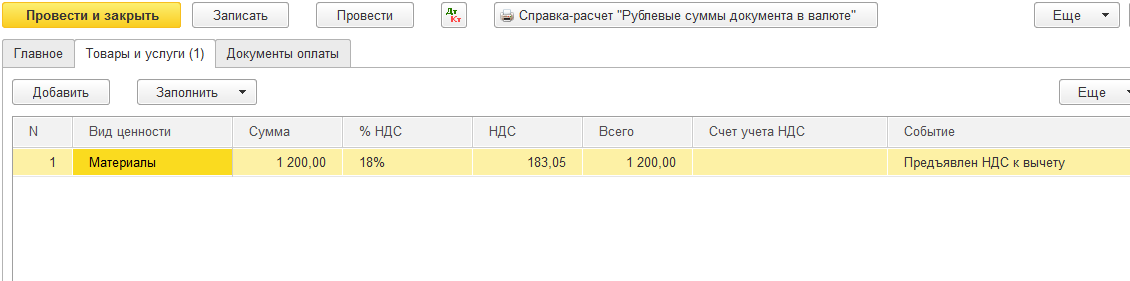 Провести и закрыть Записать Провести Дт Кт Справка-расчет "Рублевые суммы документа в валюте" Еще
Главное Товары и услуги (1) Документы оплаты
Добавить Заполнить Еще
N Вид ценности Сумма % НДС НДС Всего Счет учета НДС Событие
1 Материалы 1 200,00 18% 183,05 1 200,00 Предъявлен НДС к вычету